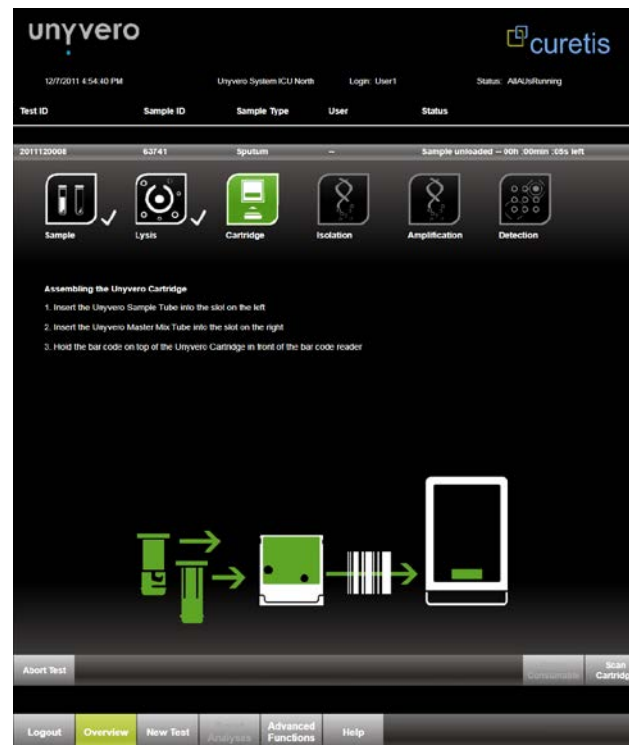 unyvero
curetis
12/7/2011 4:54:40 PM Unyvero System ICU North Login: User1 Status: AllAUsRunning
Test ID Sample ID Sample Type User Status
2011120008 63741 Sputum -- Sample unloaded -- 00h :00min :05s left
Sample Lysis Cartridge Isolation Amplification Detection
Assembling the Unyvero Cartridge
1. Insert the Unyvero Sample Tube into the slot on the left
2. Insert the Unyvero Master Mix Tube into the slot on the right
3. Hold the bar code on top of the Unyvero Cartridge in front of the bar code reader
Abort Test Scan
Cartridg
Logout Overview New Test Analyses Advanced Functions Help